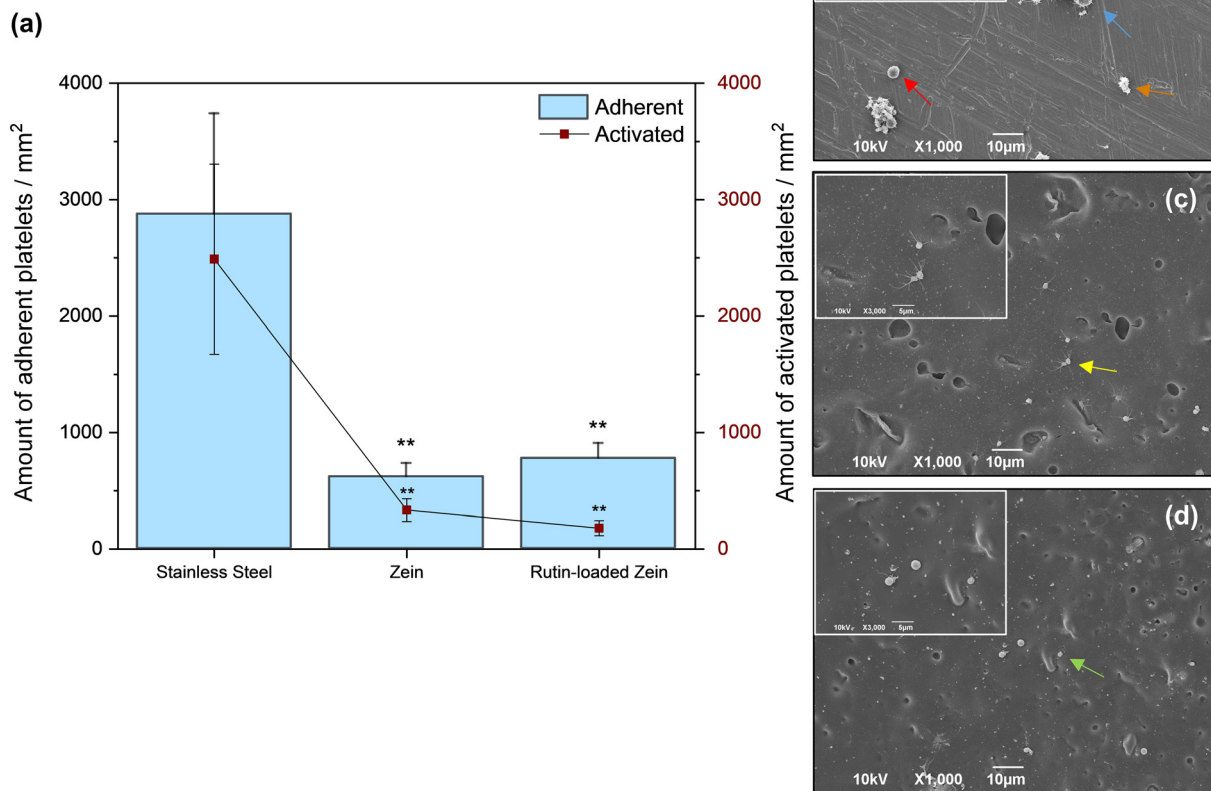 (a)
4000
3000
2000
1000
0
Amount of adherent platelets / mm²
Adherent
Activated
**
**
**
**
Stainless Steel
Zein
Rutin-loaded Zein
4000
3000
2000
1000
0
Amount of activated platelets / mm²
10kV X1,000 10µm
(c)
10kV X3,000 5µm
10kV X1,000 10µm
(d)
10kV X3,000 5µm
10kV X1,000 10µm